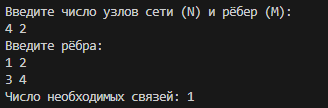 Введите число узлов сети (N) и рёбер (M):
4 2
Введите рёбра:
1 2
3 4
Число необходимых связей: 1